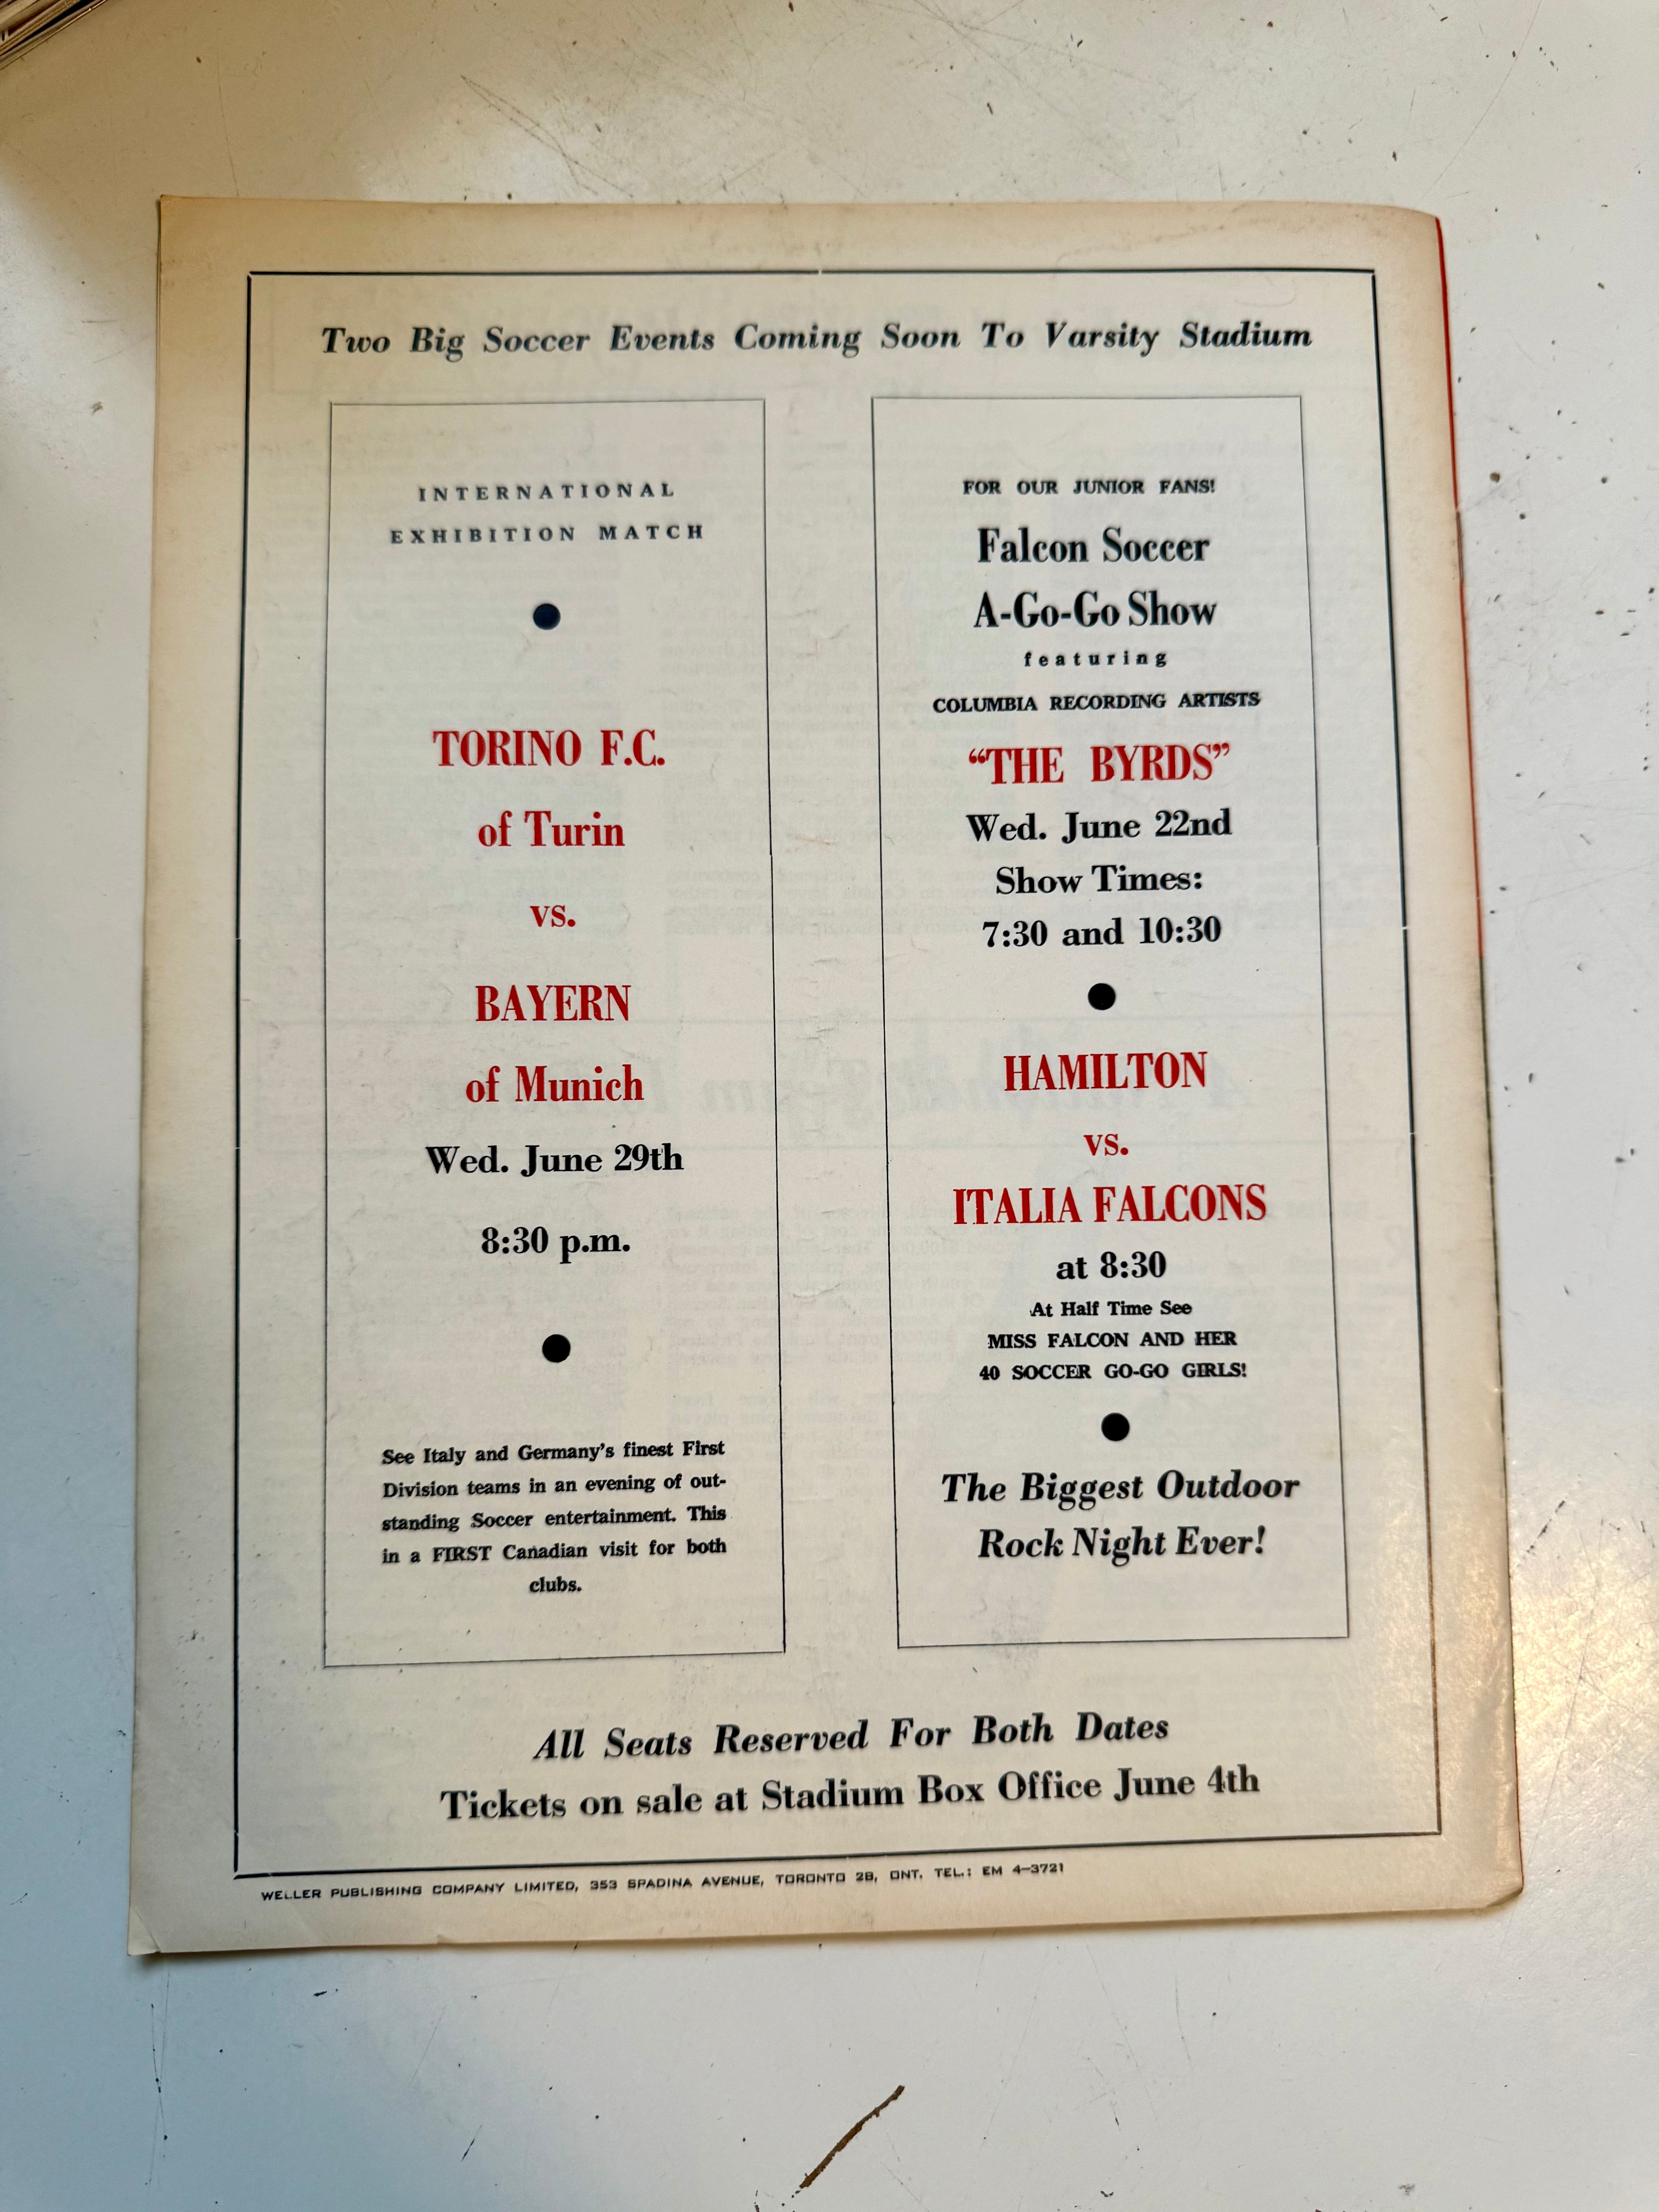 Two Big Soccer Events Coming Soon To Varsity Stadium
INTERNATIONAL
EXHIBITION MATCH
TORINO F.C.
of Turin
vs.
BAYERN
of Munich
Wed. June 29th
8:30 p.m.
See Italy and Germany's finest First
Division teams in an evening of out-
standing Soccer entertainment. This
in a FIRST Canadian visit for both
clubs.
FOR OUR JUNIOR FANS!
Falcon Soccer
A-Go-Go Show
featuring
COLUMBIA RECORDING ARTISTS
"THE BYRDS"
Wed. June 22nd
Show Times:
7:30 and 10:30
HAMILTON
vs.
ITALIA FALCONS
at 8:30
At Half Time See
MISS FALCON AND HER
40 SOCCER GO-GO GIRLS!
The Biggest Outdoor
Rock Night Ever!
All Seats Reserved For Both Dates
Tickets on sale at Stadium Box Office June 4th
WELLER PUBLISHING COMPANY LIMITED, 353 SPADINA AVENUE, TORONTO 2B, ONT. TEL.: EM 4-3721